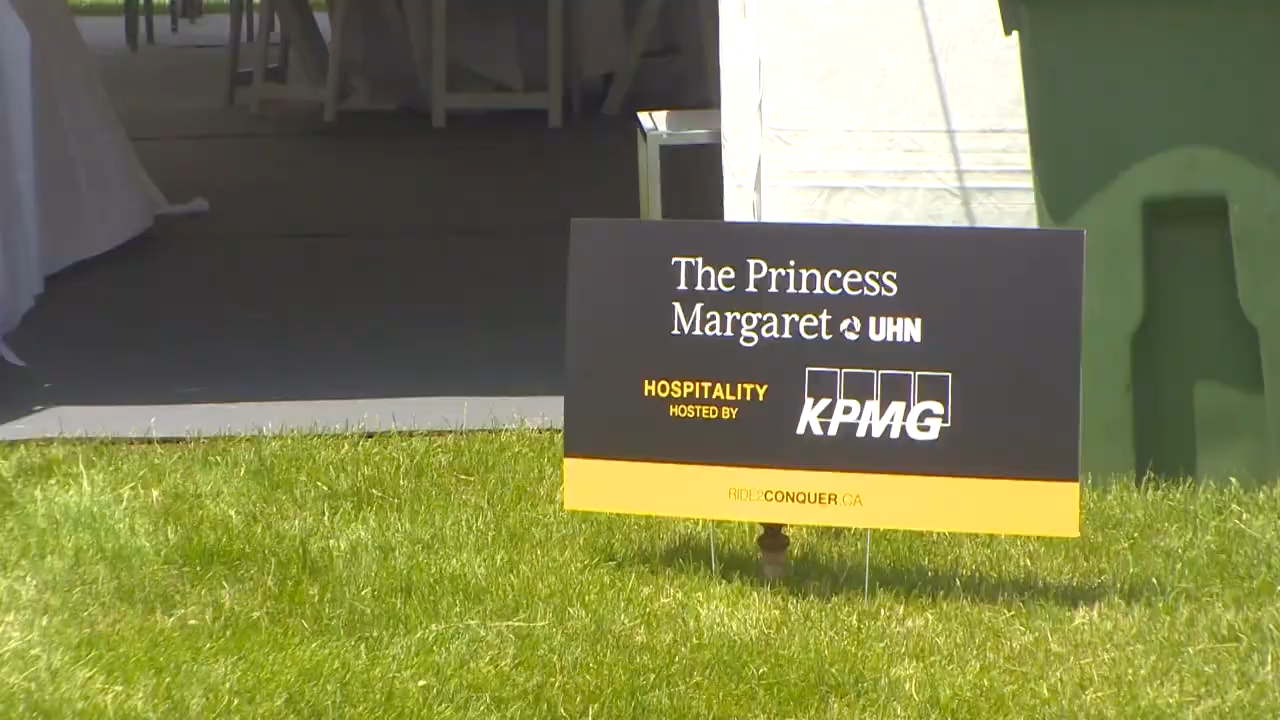 The Princess
Margaret UHN
HOSPITALITY
HOSTED BY
KPMG
RIDE2CONQUER.CA